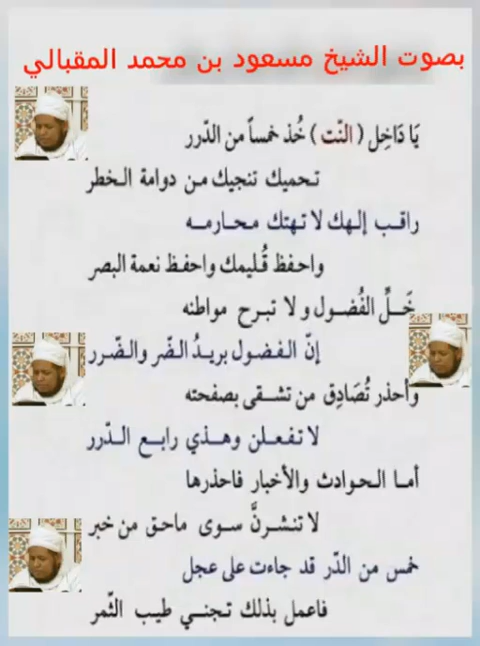 بصوت الشيخ مسعود بن محمد المقبالي
يَا دَاخِل (النّت) خُذ خمساً من الدّرر
تحميك تنجيك من دوامة الخطر
راقب إلهك لا تهتك محارمه
واحفظ قُليمك واحفظ نعمة البصر
خَلِّ الفُضول ولا تبرح مواطنه
إنّ الفضول بريدُ الضّر والضّرر
واحذر تُصَادِق من تشقى بصفحته
لا تفعلن وهذي رابع الدّرر
أما الحوادث والأخبار فاحذرها
لا تنشرنَّ سوى ماحق من خبر
خمس من الدّر قد جاءت على عجل
فاعمل بذلك تجني طيب الثّمر